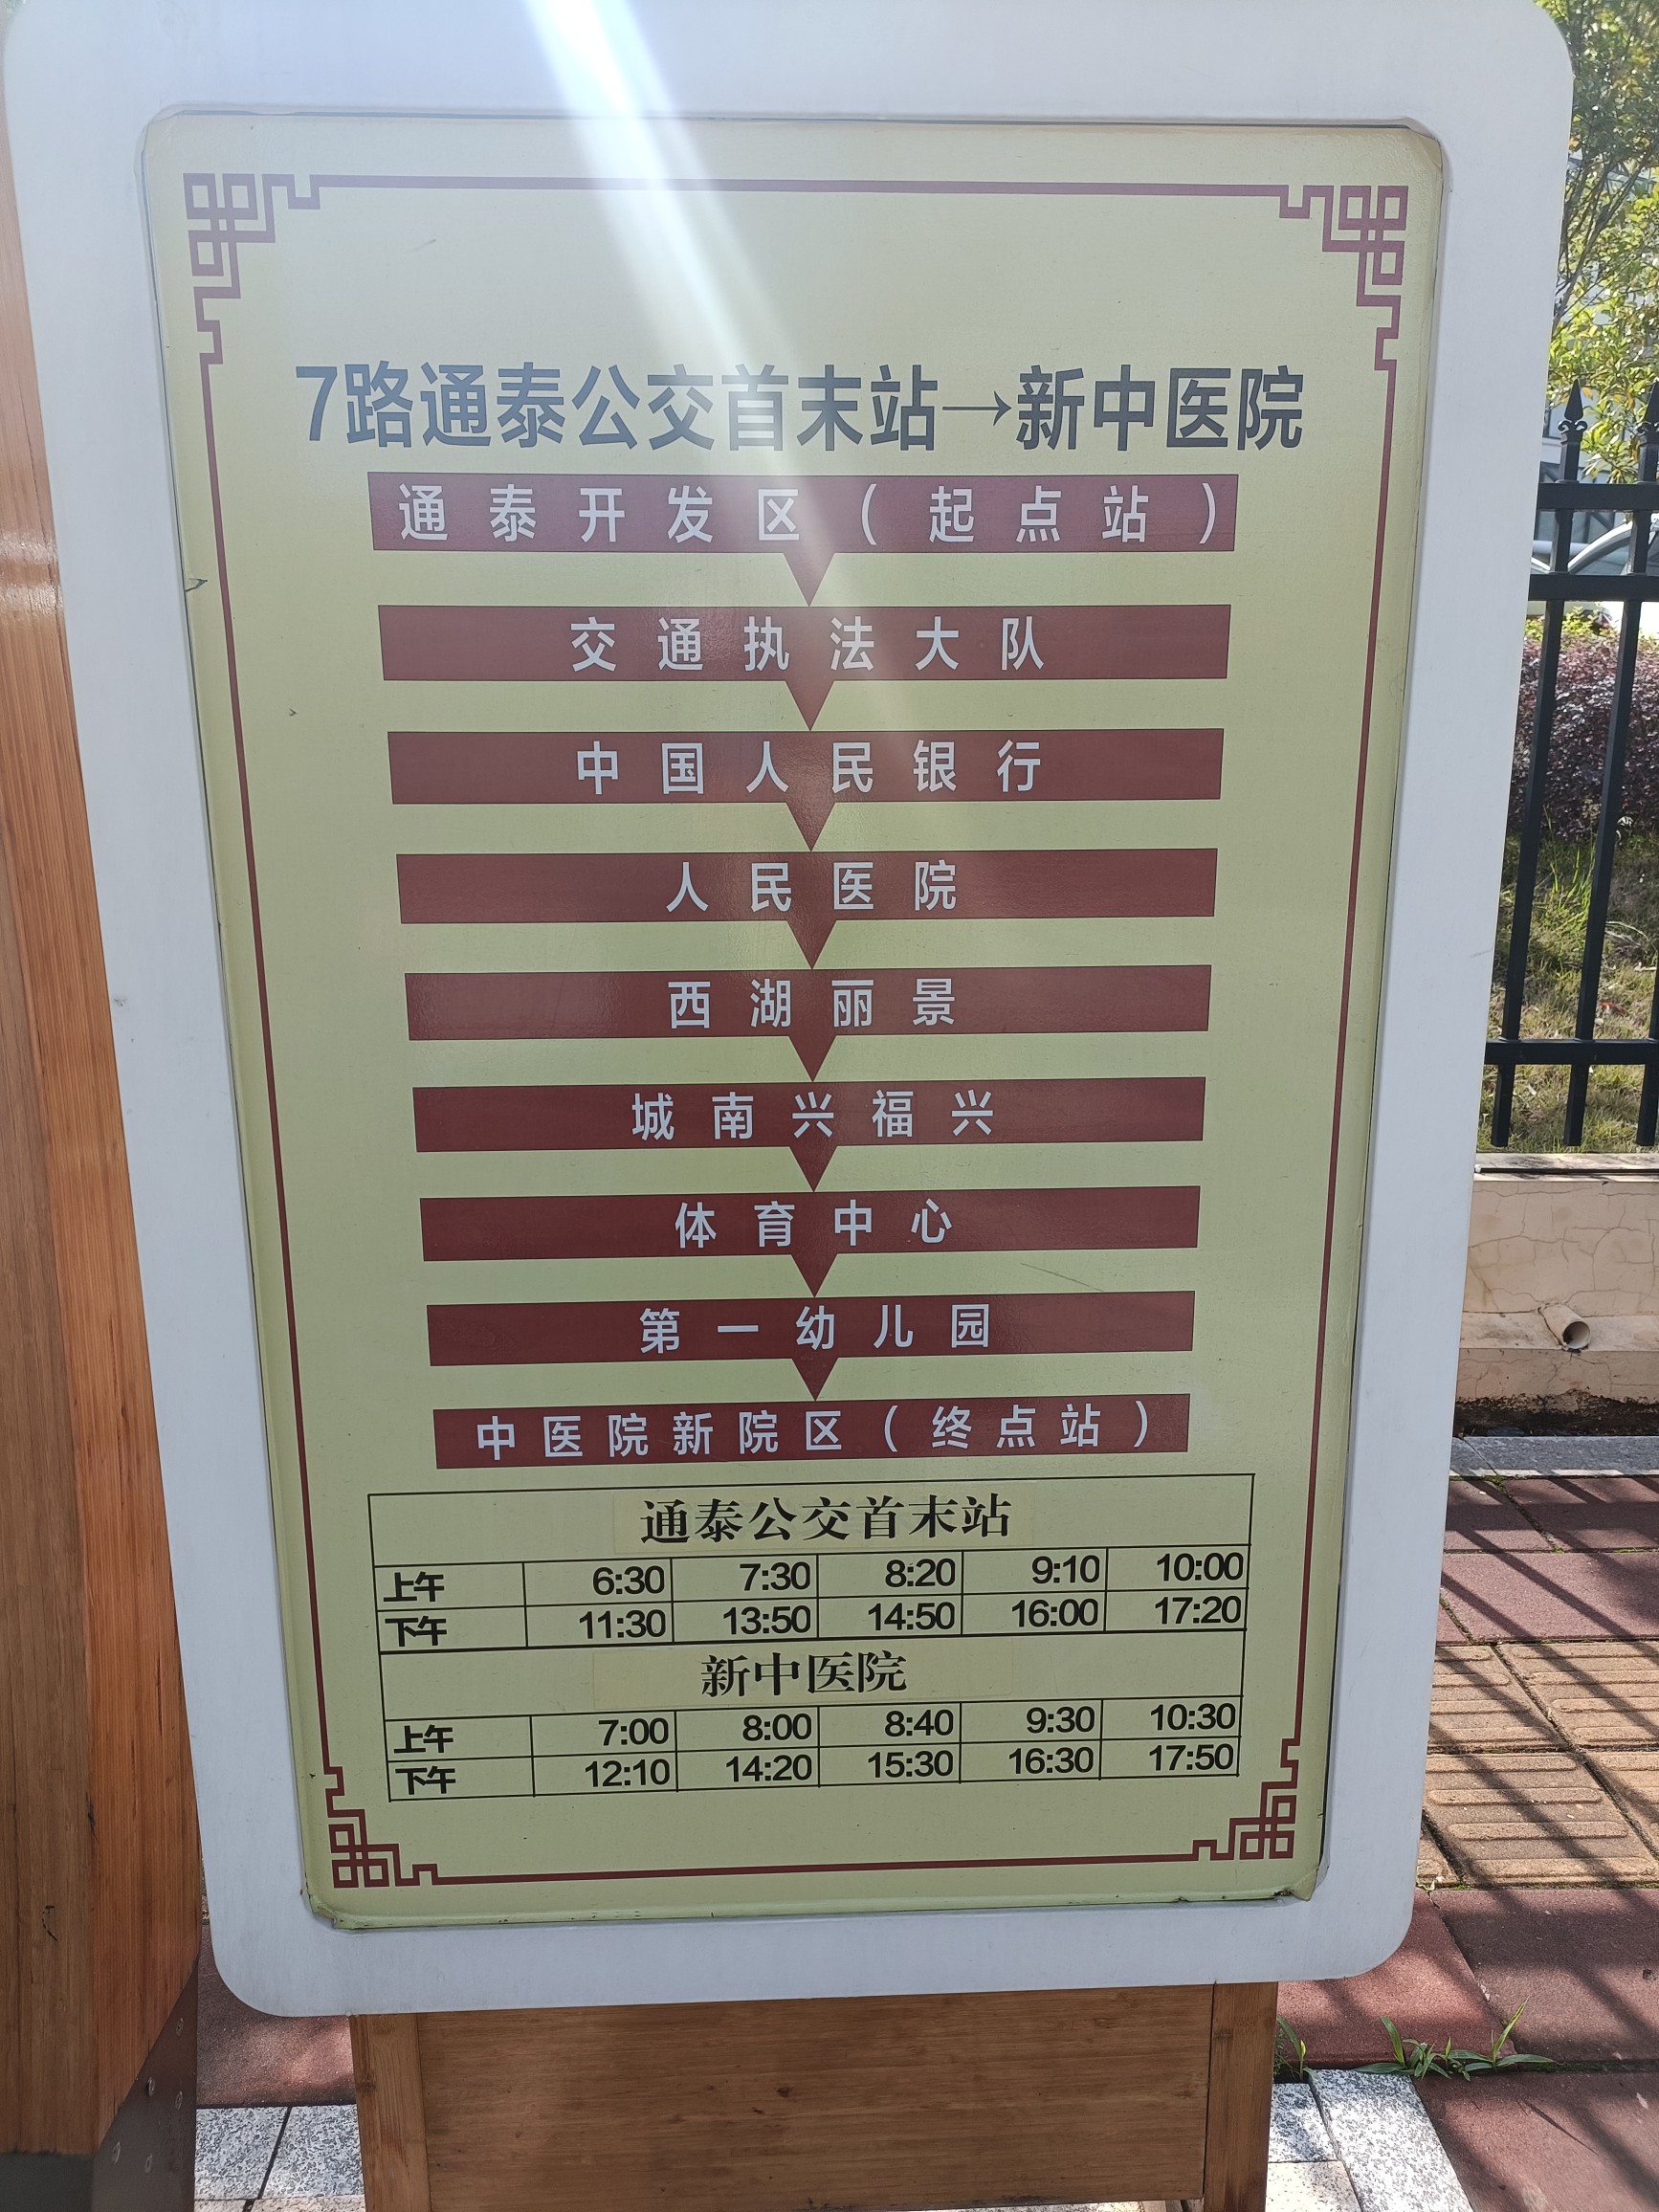 7路通泰公交首末站→新中医院
通泰开发区(起点站)
交通执法大队
中国人民银行
人民医院
西湖丽景
城南兴福兴
体育中心
第一幼儿园
中医院新院区(终点站)
通泰公交首末站
上午 6:30 7:30 8:20 9:10 10:00
下午 11:30 13:50 14:50 16:00 17:20
新中医院
上午 7:00 8:00 8:40 9:30 10:30
下午 12:10 14:20 15:30 16:30 17:50